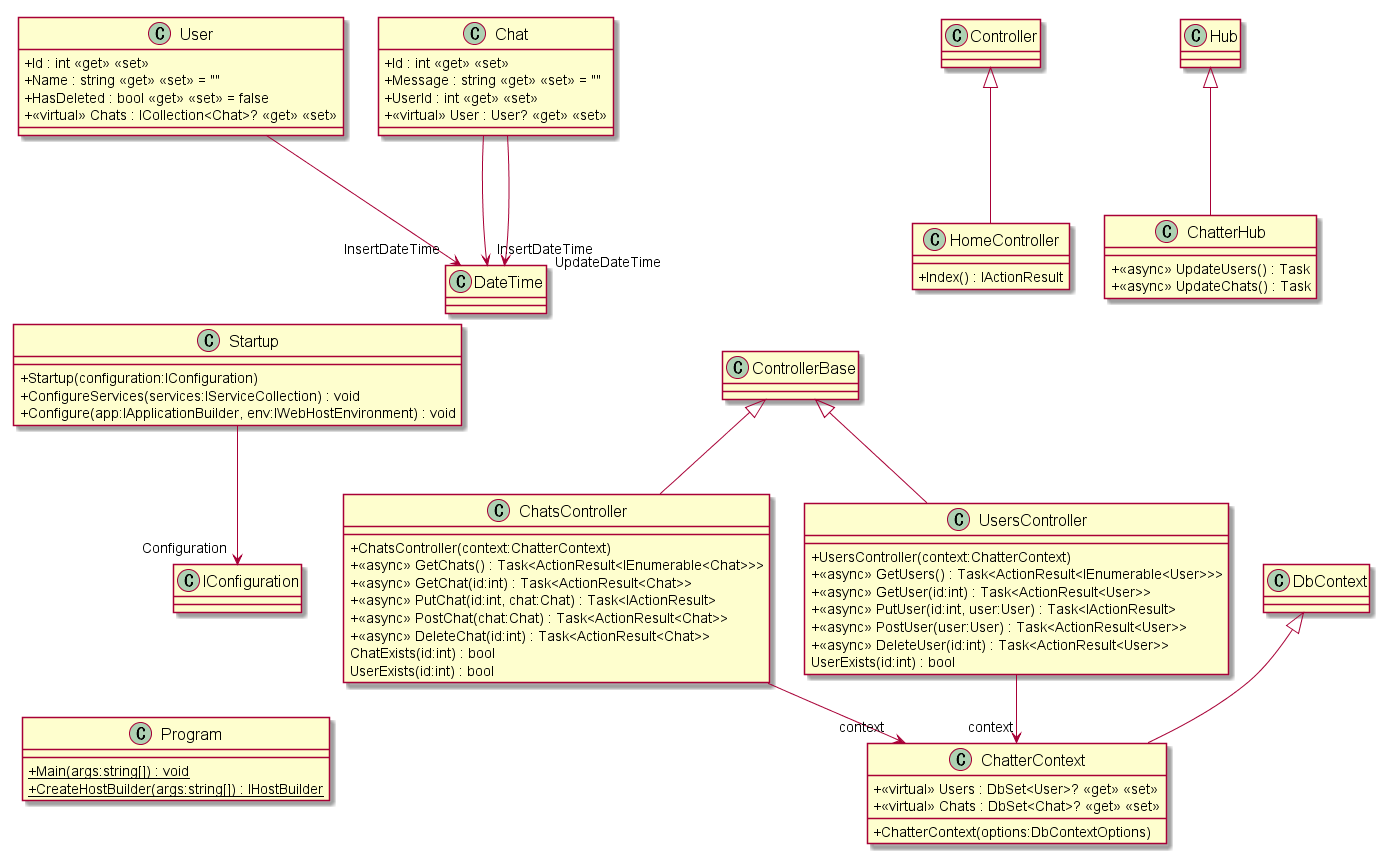 C User
+Id : int «get» «set»
+Name : string «get» «set» = ""
+HasDeleted : bool «get» «set» = false
+«virtual» Chats : ICollection<Chat>? «get» «set»
C Chat
+Id : int «get» «set»
+Message : string «get» «set» = ""
+UserId : int «get» «set»
+«virtual» User : User? «get» «set»
C Controller
C Hub
InsertDateTime
InsertDateTime
UpdateDateTime
C DateTime
C HomeController
+Index() : IActionResult
C ChatterHub
+«async» UpdateUsers() : Task
+«async» UpdateChats() : Task
C Startup
+Startup(configuration:IConfiguration)
+ConfigureServices(services:IServiceCollection) : void
+Configure(app:IApplicationBuilder, env:IWebHostEnvironment) : void
C ControllerBase
Configuration
C IConfiguration
C ChatsController
+ChatsController(context:ChatterContext)
+«async» GetChats() : Task<ActionResult<IEnumerable<Chat>>>
+«async» GetChat(id:int) : Task<ActionResult<Chat>>
+«async» PutChat(id:int, chat:Chat) : Task<IActionResult>
+«async» PostChat(chat:Chat) : Task<ActionResult<Chat>>
+«async» DeleteChat(id:int) : Task<ActionResult<Chat>>
ChatExists(id:int) : bool
UserExists(id:int) : bool
C UsersController
+UsersController(context:ChatterContext)
+«async» GetUsers() : Task<ActionResult<IEnumerable<User>>>
+«async» GetUser(id:int) : Task<ActionResult<User>>
+«async» PutUser(id:int, user:User) : Task<IActionResult>
+«async» PostUser(user:User) : Task<ActionResult<User>>
+«async» DeleteUser(id:int) : Task<ActionResult<User>>
UserExists(id:int) : bool
C DbContext
C Program
+Main(args:string[]) : void
+CreateHostBuilder(args:string[]) : IHostBuilder
context
context
C ChatterContext
+«virtual» Users : DbSet<User>? «get» «set»
+«virtual» Chats : DbSet<Chat>? «get» «set»
+ChatterContext(options:DbContextOptions)